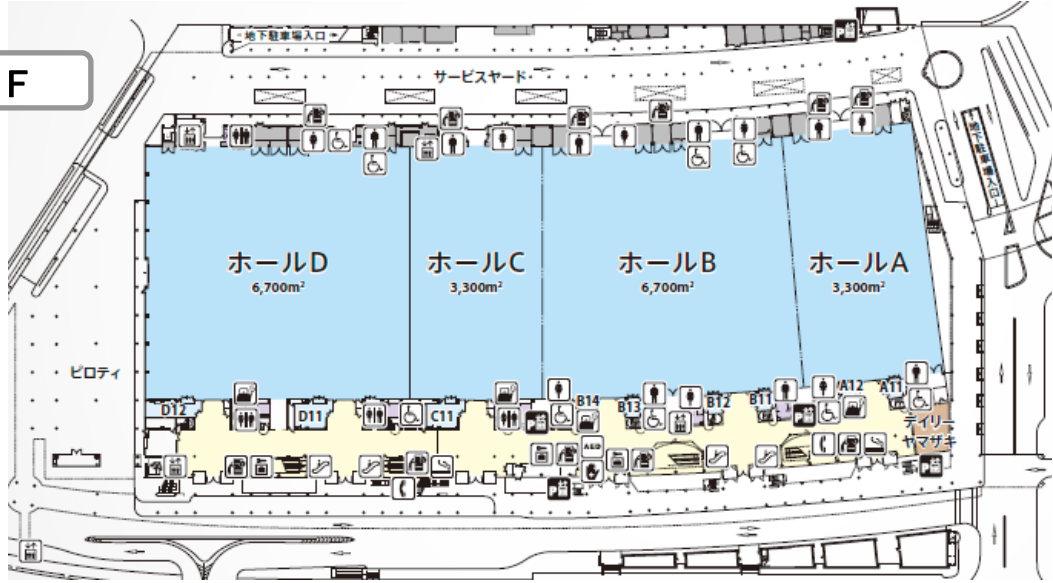 F
地下駐車場入口
サービスヤード
地下駐車場入口
ホールD
6,700m²
ホールC
3,300m²
ホールB
6,700m²
ホールA
3,300m²
ピロティ
D12
D11
C11
B14
B13
B12
B11
A12
A11
デイリー
ヤマザキ
AED